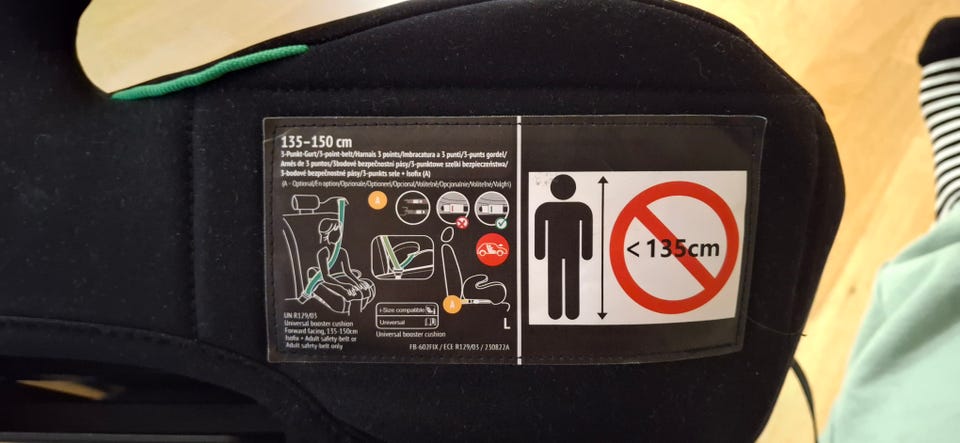 135-150 cm
3-Punkt-Gurt/3-point-belt/Harnais 3 points/Imbracatura a 3 punti/3-punts gordel/
Arnés de 3 puntos/3bodové bezpečnostní pásy/3-punktowe szelki bezpieczeństwa/
3-bodové bezpečnostné pásy/3-punkts sele + Isofix (A)
(A - Optional/En option/Opzionale/Optioneel/Opcional/Volitelně/Opcjonalnie/Voliteľné/Valgfri)
A
A
UN R129/03
Universal booster cushion
Forward facing, 135-150cm
Isofix + Adult safety-belt or
Adult safety-belt only
i-Size compatible
Universal
Universal booster cushion
L
FB-602FIX / ECE R129/03 / 230822A
< 135cm